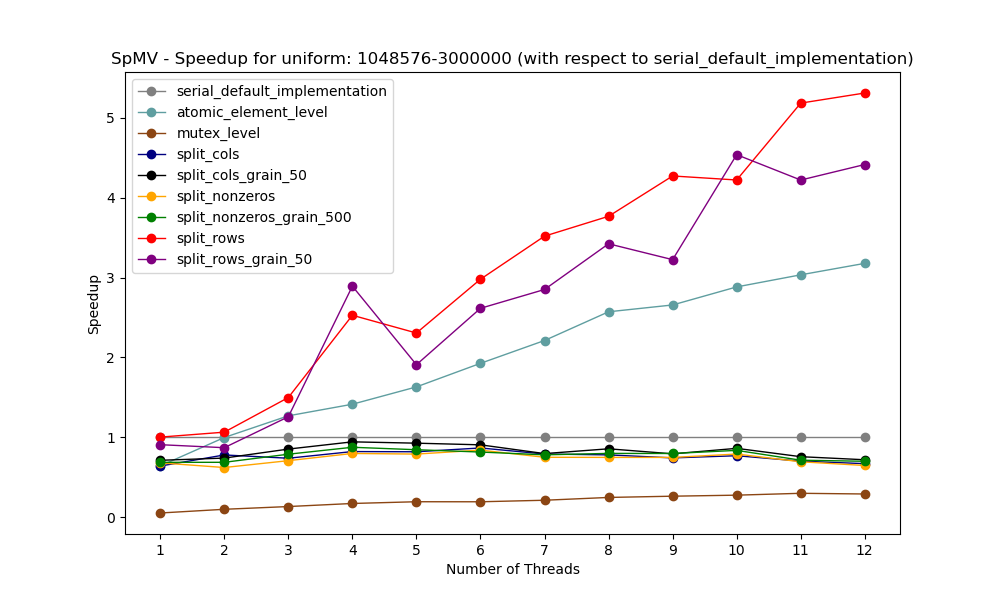 SpMV - Speedup for uniform: 1048576-3000000 (with respect to serial_default_implementation)
serial_default_implementation
atomic_element_level
mutex_level
split_cols
split_cols_grain_50
split_nonzeros
split_nonzeros_grain_500
split_rows
split_rows_grain_50
Speedup
5
4
3
2
1
0
1 2 3 4 5 6 7 8 9 10 11 12
Number of Threads